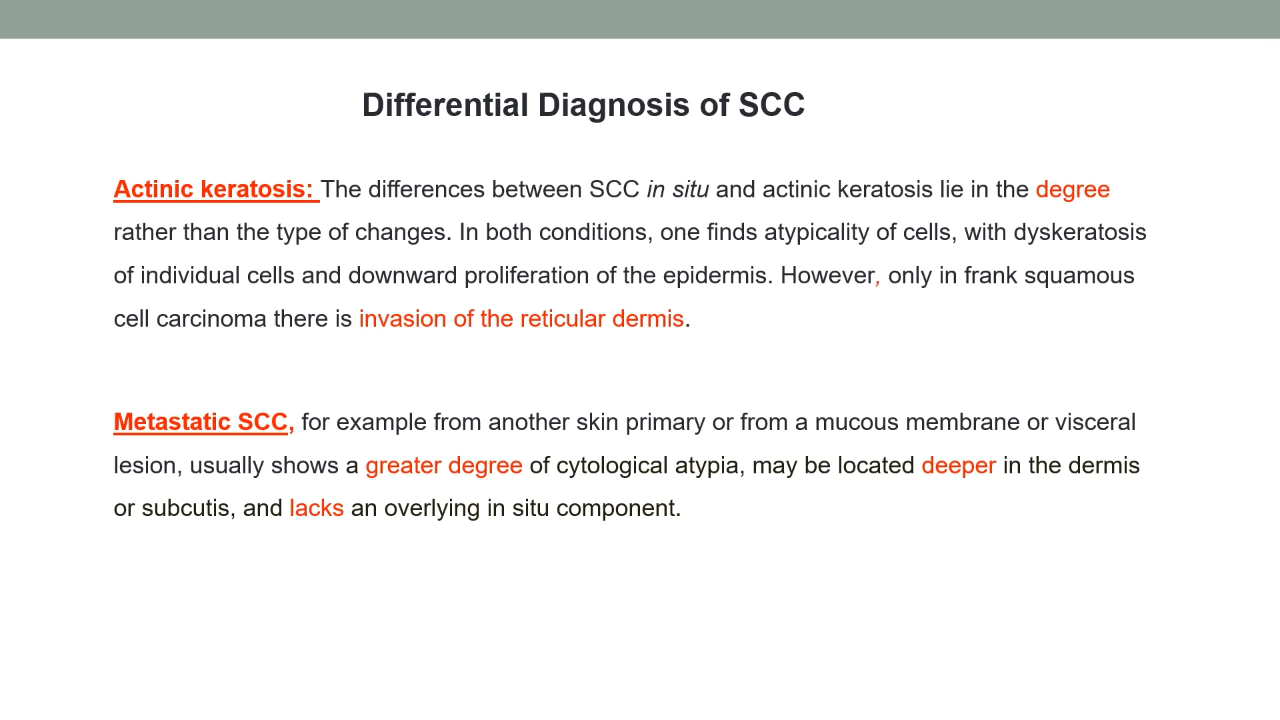 Differential Diagnosis of SCC
Actinic keratosis: The differences between SCC in situ and actinic keratosis lie in the degree
rather than the type of changes. In both conditions, one finds atypicality of cells, with dyskeratosis
of individual cells and downward proliferation of the epidermis. However, only in frank squamous
cell carcinoma there is invasion of the reticular dermis.
Metastatic SCC, for example from another skin primary or from a mucous membrane or visceral
lesion, usually shows a greater degree of cytological atypia, may be located deeper in the dermis
or subcutis, and lacks an overlying in situ component.